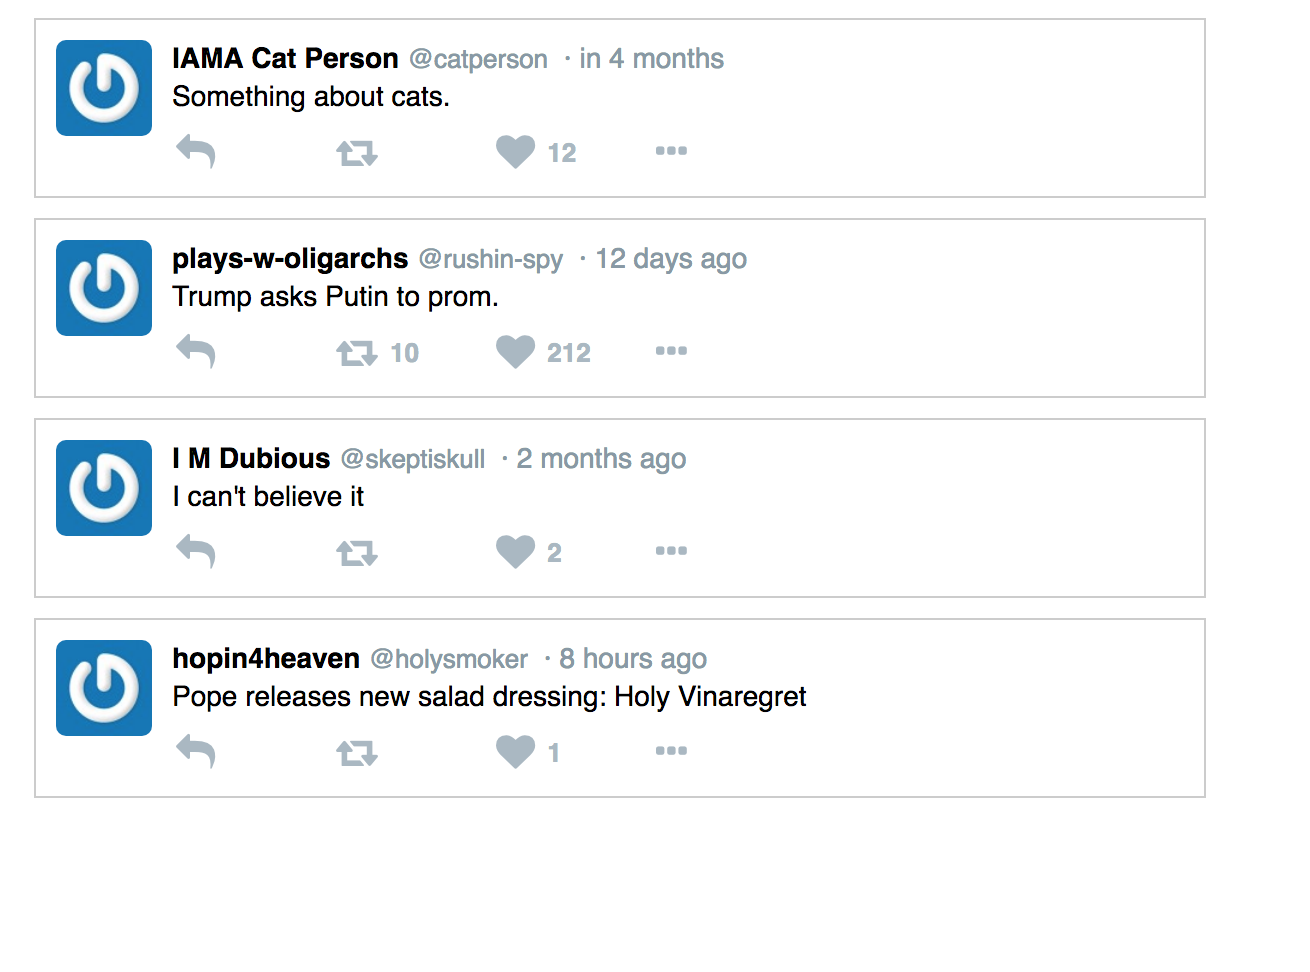 IAMA Cat Person @catperson · in 4 months
Something about cats.
12
plays-w-oligarchs @rushin-spy · 12 days ago
Trump asks Putin to prom.
10 212
I M Dubious @skeptiskull · 2 months ago
I can't believe it
2
hopin4heaven @holysmoker · 8 hours ago
Pope releases new salad dressing: Holy Vinaregret
1